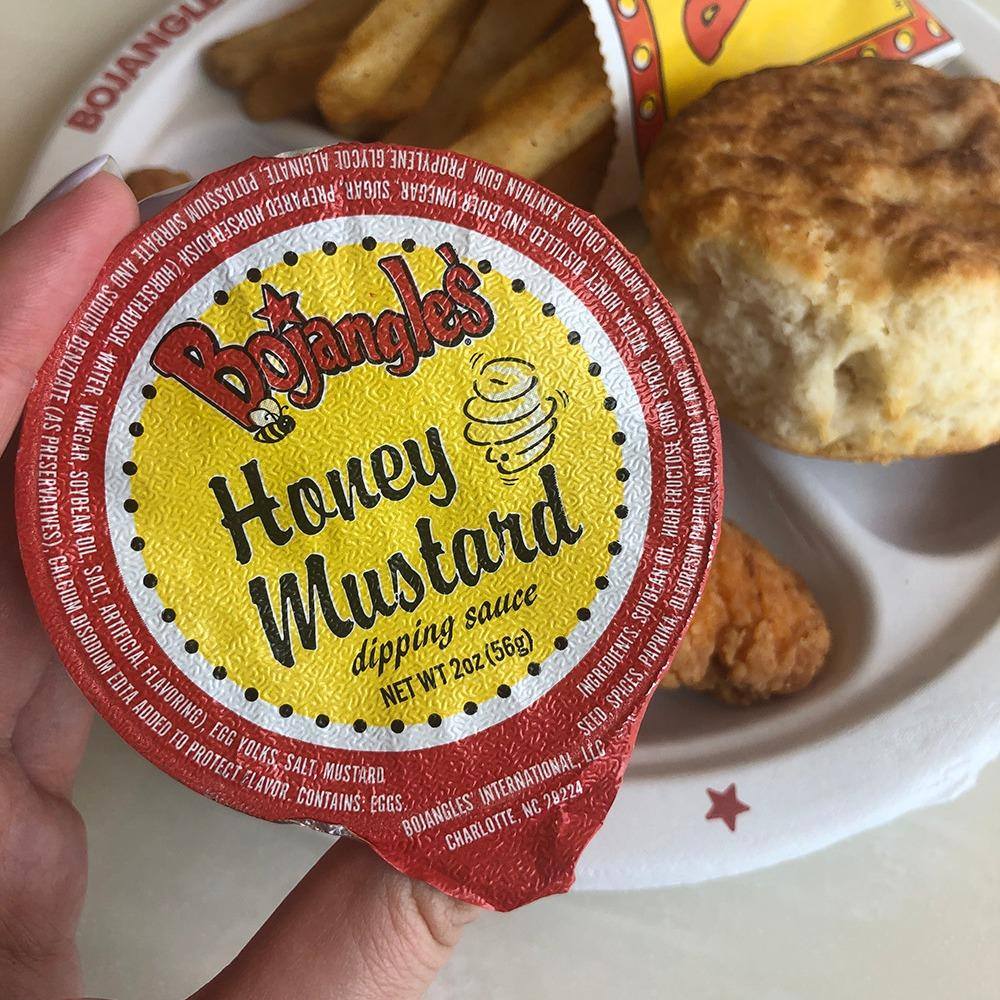 BOJANGLE
Bojangles'
Honey
Mustard
dipping sauce
NET WT 2oz (56g)
INGREDIENTS: SOYBEAN OIL, HIGH FRUCTOSE CORN SYRUP, WATER, HONEY, DISTILLED AND CIDER VINEGAR, SUGAR, PREPARED HORSERADISH (HORSERADISH, WATER, VINEGAR, SOYBEAN OIL, SALT, ARTIFICIAL FLAVORING), EGG YOLKS, SALT, MUSTARD
SEED, SPICES, PAPRIKA, OLEORESIN PAPRIKA, NATURAL FLAVOR, TURMERIC, CARAMEL COLOR, XANTHAN GUM, PROPYLENE GLYCOL ALGINATE, POTASSIUM SORBATE AND SODIUM BENZOATE (AS PRESERVATIVES), CALCIUM DISODIUM EDTA ADDED TO PROTECT FLAVOR. CONTAINS: EGGS.
BOJANGLES' INTERNATIONAL, LLC
CHARLOTTE, NC 28224